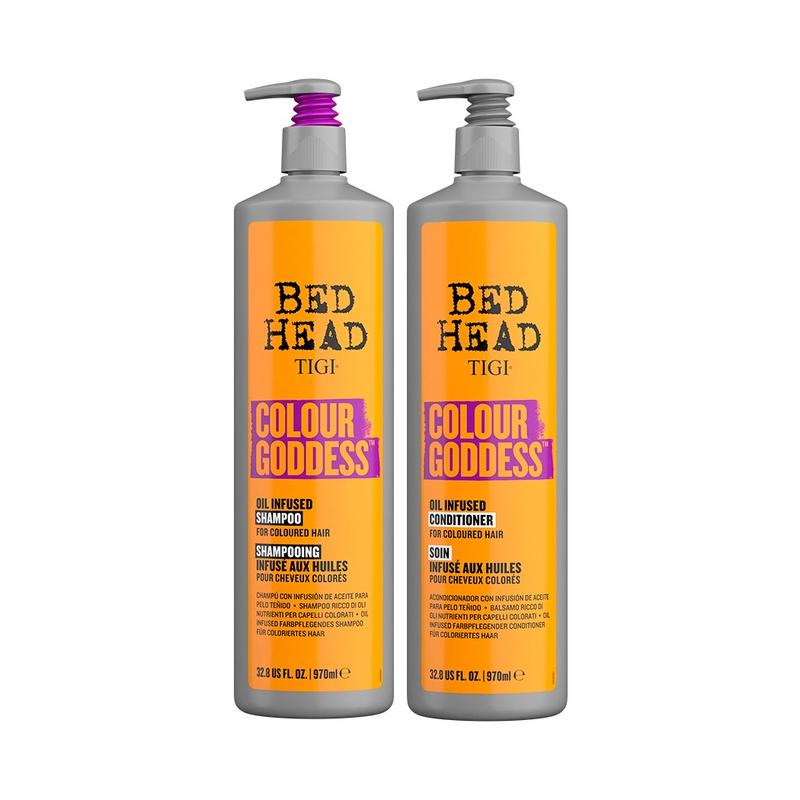 BED
HEAD
TIGI®
COLOUR
GODDESS™
OIL INFUSED
SHAMPOO
FOR COLOURED HAIR
SHAMPOOING
INFUSÉ AUX HUILES
POUR CHEVEUX COLORÉS
CHAMPÚ CON INFUSIÓN DE ACEITE PARA
PELO TEÑIDO • SHAMPOO RICCO DI OLI
NUTRIENTI PER CAPELLI COLORATI • OIL
INFUSED FARBPFLEGENDES SHAMPOO
FÜR COLORIERTES HAAR
32.8 US FL. OZ. | 970ml ℮
BED
HEAD
TIGI®
COLOUR
GODDESS™
OIL INFUSED
CONDITIONER
FOR COLOURED HAIR
SOIN
INFUSÉ AUX HUILES
POUR CHEVEUX COLORÉS
ACONDICIONADOR CON INFUSIÓN DE ACEITE
PARA PELO TEÑIDO • BALSAMO RICCO DI
OLI NUTRIENTI PER CAPELLI COLORATI • OIL
INFUSED FARBPFLEGENDER CONDITIONER
FÜR COLORIERTES HAAR
32.8 US FL. OZ. | 970ml ℮